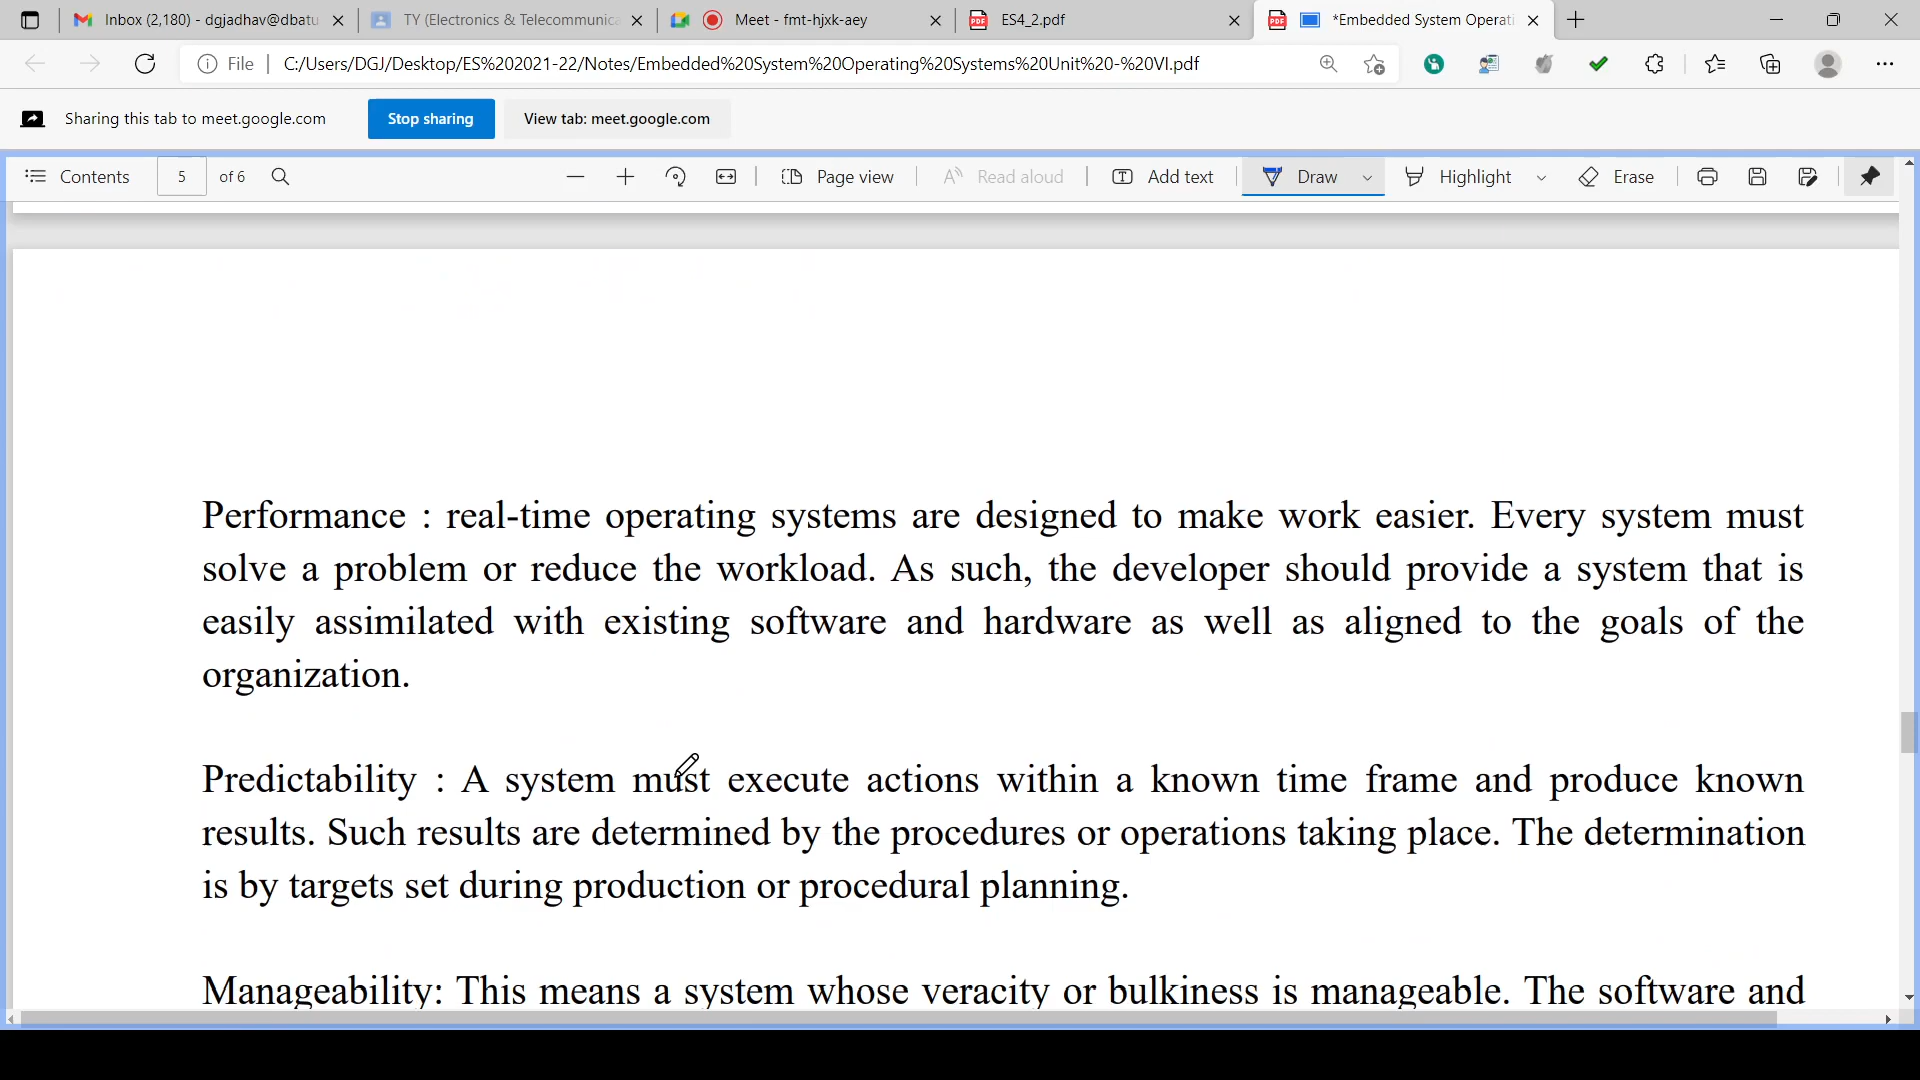 Inbox (2,180) - dgjadhav@dbatu
TY (Electronics & Telecommunica
Meet - fmt-hjxk-aey
ES4_2.pdf
*Embedded System Operati
File
C:/Users/DGJ/Desktop/ES%202021-22/Notes/Embedded%20System%20Operating%20Systems%20Unit%20-%20VI.pdf
Sharing this tab to meet.google.com
Stop sharing
View tab: meet.google.com
Contents
5
of 6
Page view
Read aloud
Add text
Draw
Highlight
Erase
Performance : real-time operating systems are designed to make work easier. Every system must
solve a problem or reduce the workload. As such, the developer should provide a system that is
easily assimilated with existing software and hardware as well as aligned to the goals of the
organization.
Predictability : A system must execute actions within a known time frame and produce known
results. Such results are determined by the procedures or operations taking place. The determination
is by targets set during production or procedural planning.
Manageability: This means a system whose veracity or bulkiness is manageable. The software and